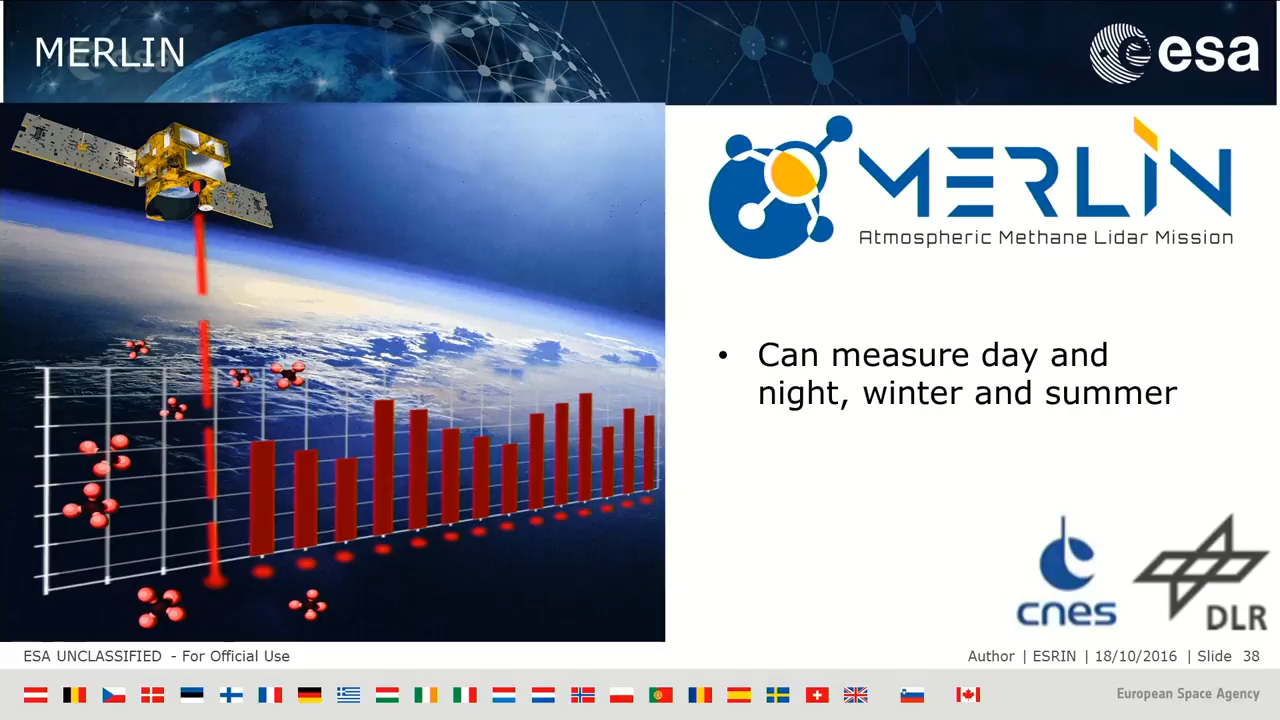 MERLIN
esa
MERLIN
Atmospheric Methane Lidar Mission
• Can measure day and
night, winter and summer
cnes
DLR
ESA UNCLASSIFIED - For Official Use
Author | ESRIN | 18/10/2016 | Slide 38
European Space Agency